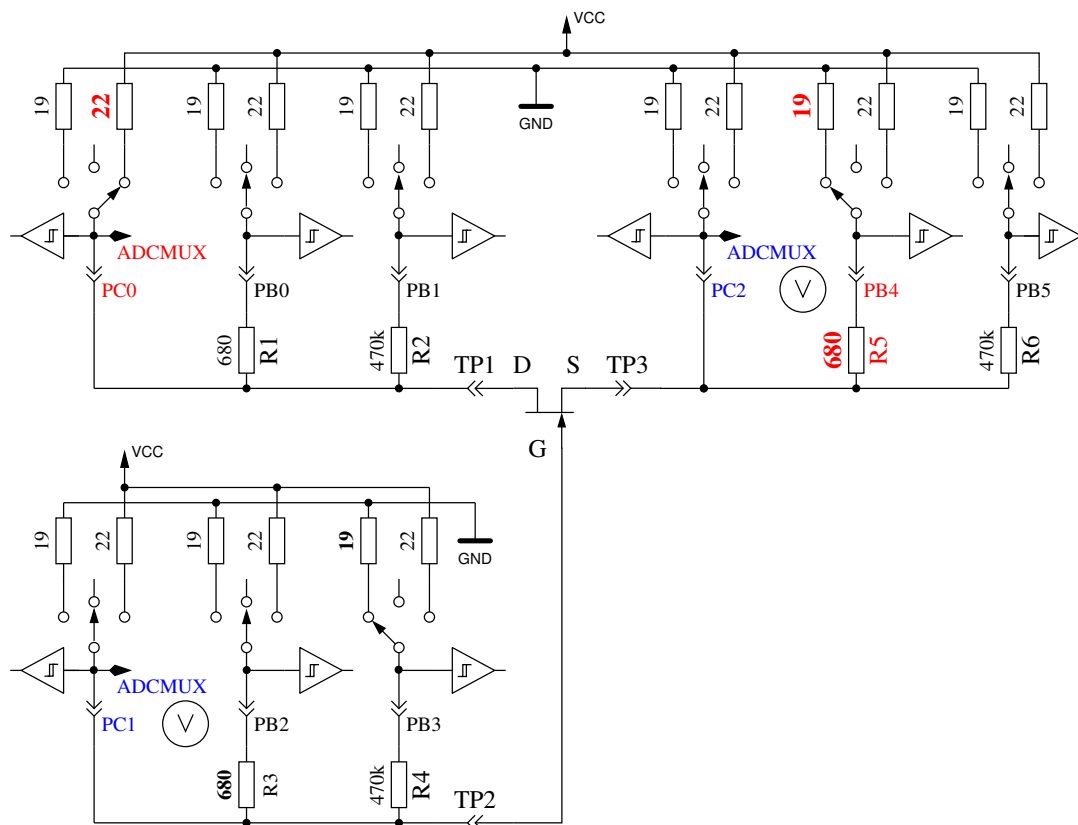 VCC
19
22
19
22
19
22
GND
19
22
19
22
19
22
ADCMUX
ADCMUX
PC0
PB0
PB1
PC2
V
PB4
PB5
680
R1
470k
R2
680
R5
470k
R6
TP1
D
S
TP3
G
VCC
19
22
19
22
19
22
GND
ADCMUX
PC1
V
PB2
PB3
680
R3
470k
R4
TP2